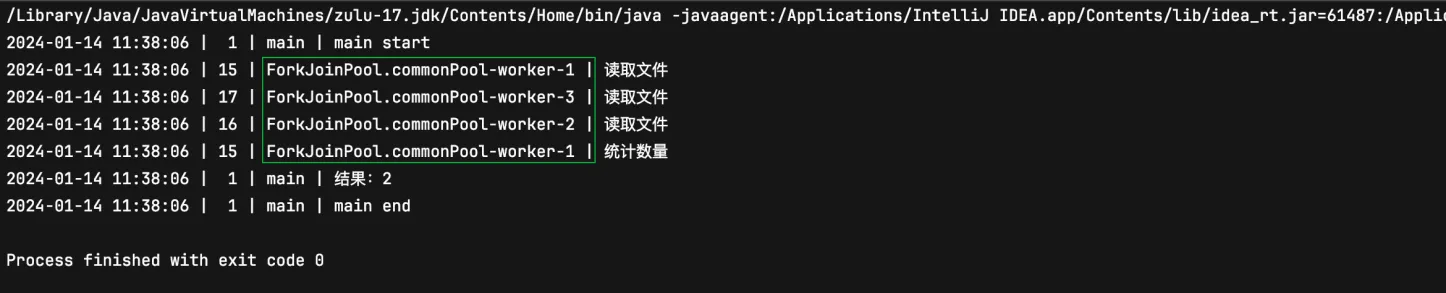 /Library/Java/JavaVirtualMachines/zulu-17.jdk/Contents/Home/bin/java -javaagent:/Applications/IntelliJ IDEA.app/Contents/lib/idea_rt.jar=61487:/Applic
2024-01-14 11:38:06 |  1 | main | main start
2024-01-14 11:38:06 | 15 | ForkJoinPool.commonPool-worker-1 | 读取文件
2024-01-14 11:38:06 | 17 | ForkJoinPool.commonPool-worker-3 | 读取文件
2024-01-14 11:38:06 | 16 | ForkJoinPool.commonPool-worker-2 | 读取文件
2024-01-14 11:38:06 | 15 | ForkJoinPool.commonPool-worker-1 | 统计数量
2024-01-14 11:38:06 |  1 | main | 结果：2
2024-01-14 11:38:06 |  1 | main | main end
Process finished with exit code 0